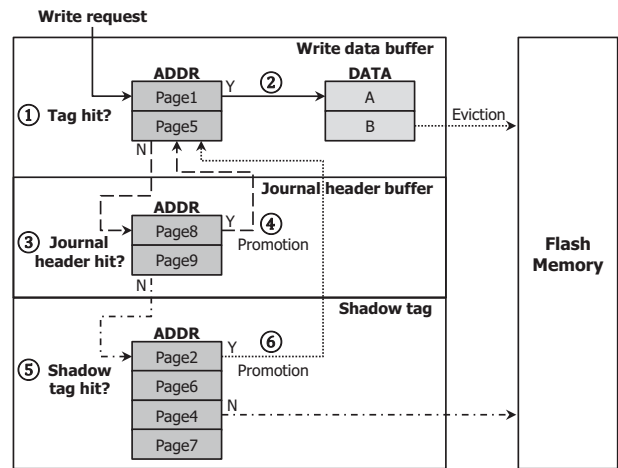 Write request
Write data buffer
ADDR
Y
②
DATA
① Tag hit?
Page1
A
Page5
B
Eviction
N
Journal header buffer
ADDR
Y
④
③ Journal
header hit?
Page8
Promotion
Page9
N
Shadow tag
ADDR
Y
⑥
⑤ Shadow
tag hit?
Page2
Promotion
Page6
N
Page4
Page7
Flash
Memory